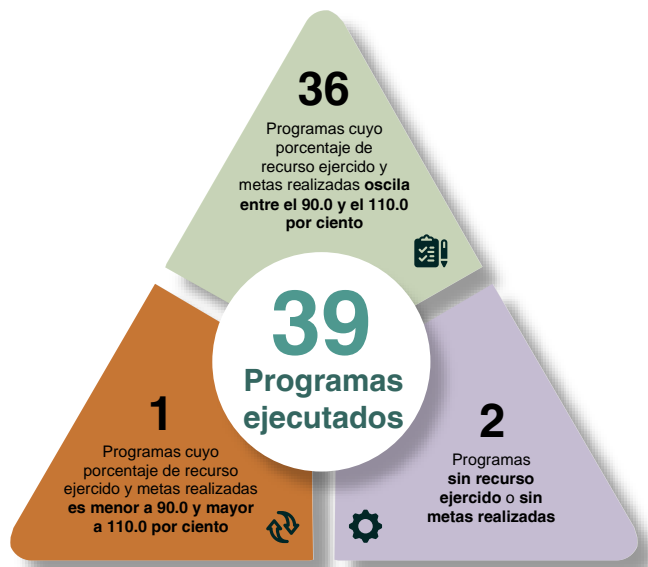 36
Programas cuyo
porcentaje de
recurso ejercido y
metas realizadas oscila
entre el 90.0 y el 110.0
por ciento
39
Programas
ejecutados
1
Programas cuyo
porcentaje de recurso
ejercido y metas realizadas
es menor a 90.0 y mayor
a 110.0 por ciento
2
Programas
sin recurso
ejercido o sin
metas realizadas